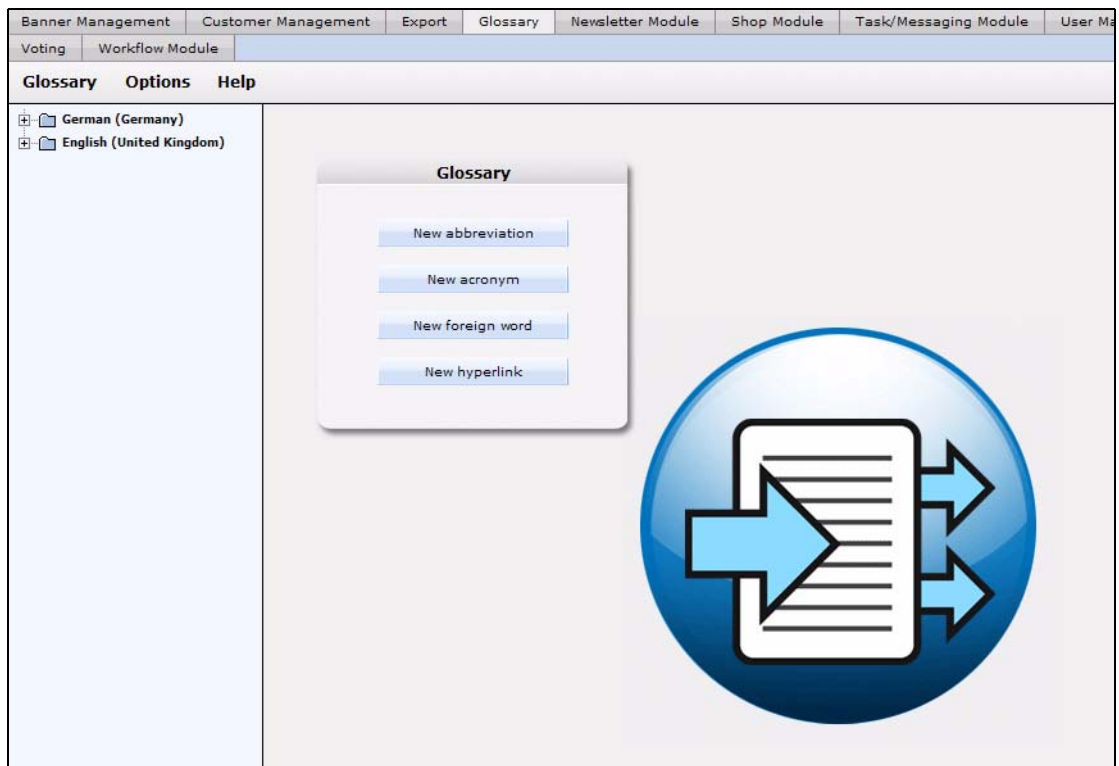 Banner Management Customer Management Export Glossary Newsletter Module Shop Module Task/Messaging Module User
Voting Workflow Module
Glossary Options Help
German (Germany)
English (United Kingdom)
Glossary
New abbreviation
New acronym
New foreign word
New hyperlink